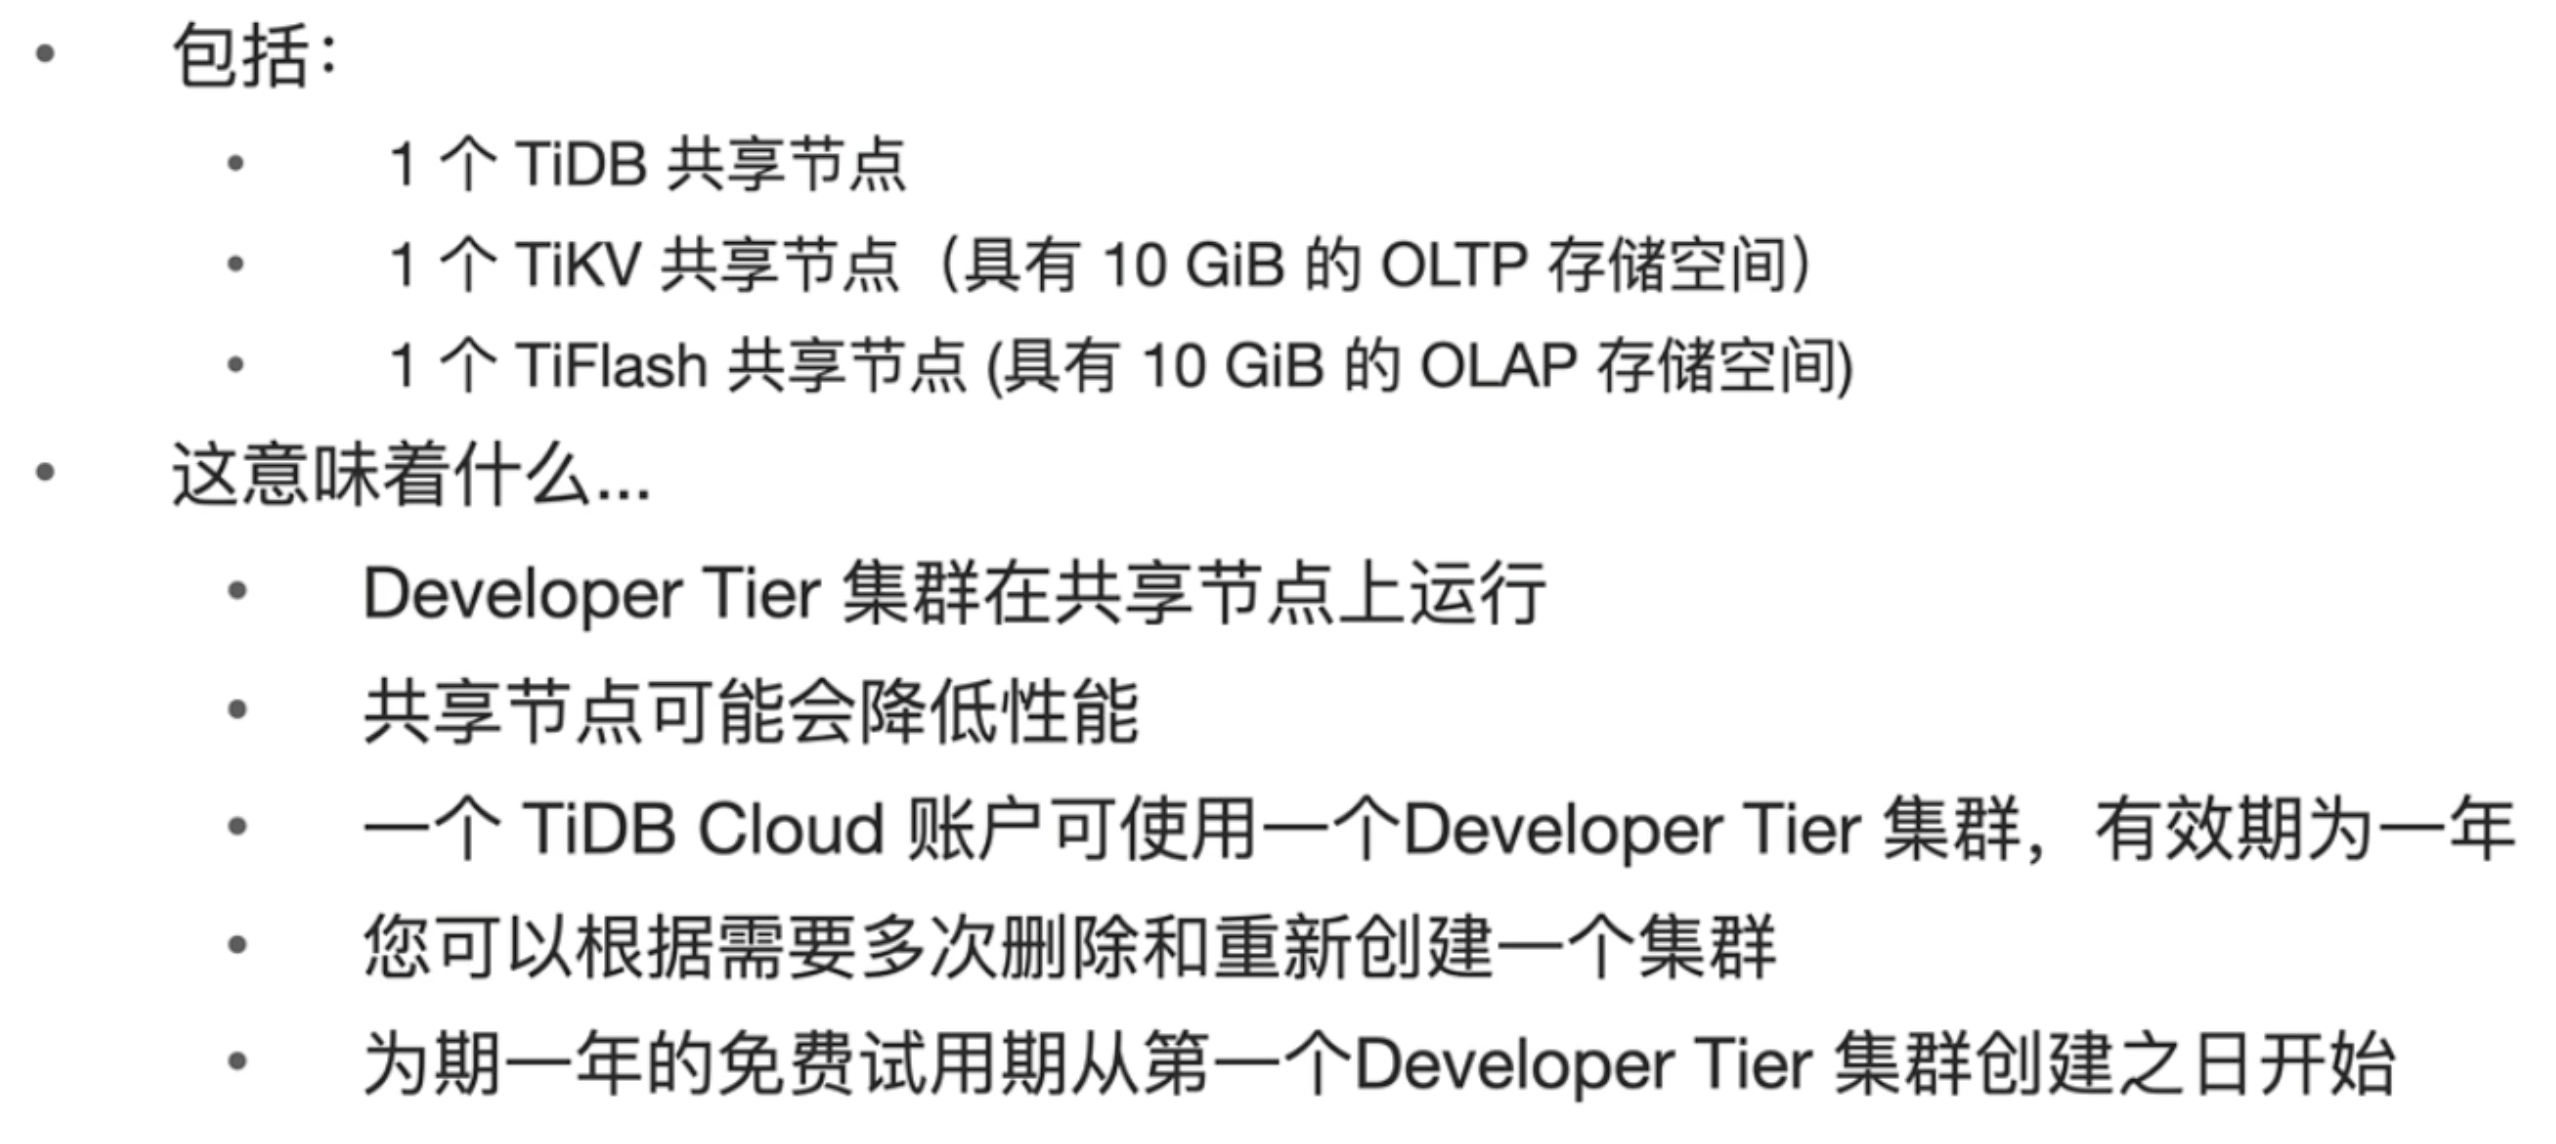 • 包括：
• 1 个 TiDB 共享节点
• 1 个 TiKV 共享节点（具有 10 GiB 的 OLTP 存储空间）
• 1 个 TiFlash 共享节点 (具有 10 GiB 的 OLAP 存储空间)
• 这意味着什么...
• Developer Tier 集群在共享节点上运行
• 共享节点可能会降低性能
• 一个 TiDB Cloud 账户可使用一个Developer Tier 集群，有效期为一年
• 您可以根据需要多次删除和重新创建一个集群
• 为期一年的免费试用期从第一个Developer Tier 集群创建之日开始